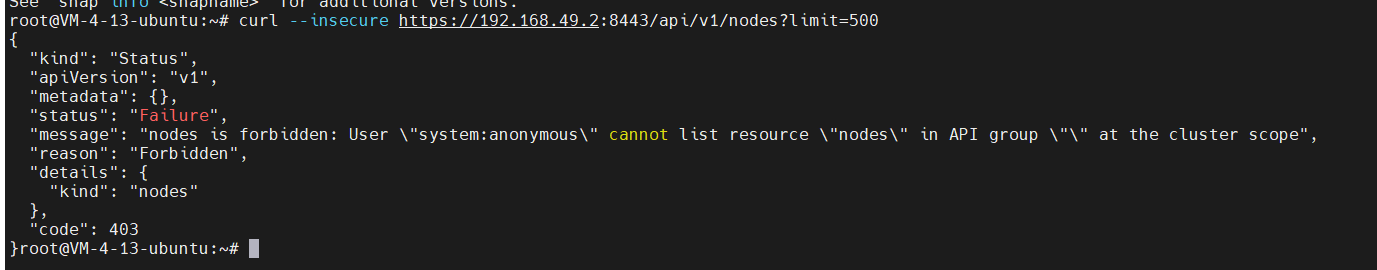 See "snap info <snapname>" for additional versions.
root@VM-4-13-ubuntu:~# curl --insecure https://192.168.49.2:8443/api/v1/nodes?limit=500
{
  "kind": "Status",
  "apiVersion": "v1",
  "metadata": {},
  "status": "Failure",
  "message": "nodes is forbidden: User \"system:anonymous\" cannot list resource \"nodes\" in API group \"\" at the cluster scope",
  "reason": "Forbidden",
  "details": {
    "kind": "nodes"
  },
  "code": 403
}root@VM-4-13-ubuntu:~#